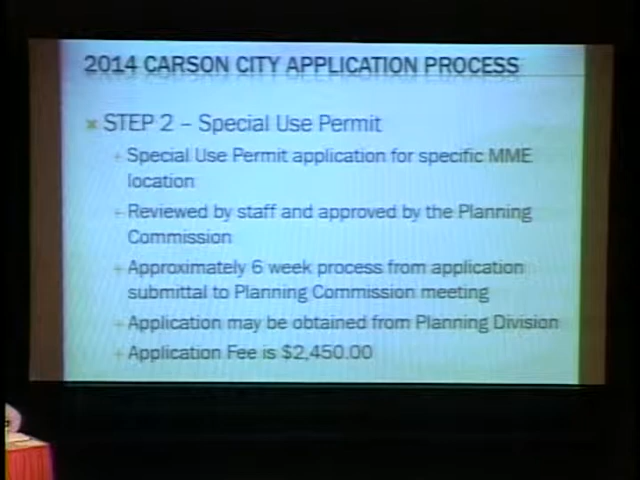 2014 CARSON CITY APPLICATION PROCESS
STEP 2 – Special Use Permit
Special Use Permit application for specific MME
location
Reviewed by staff and approved by the Planning
Commission
Approximately 6 week process from application
submittal to Planning Commission meeting
Application may be obtained from Planning Division
Application Fee is $2,450.00